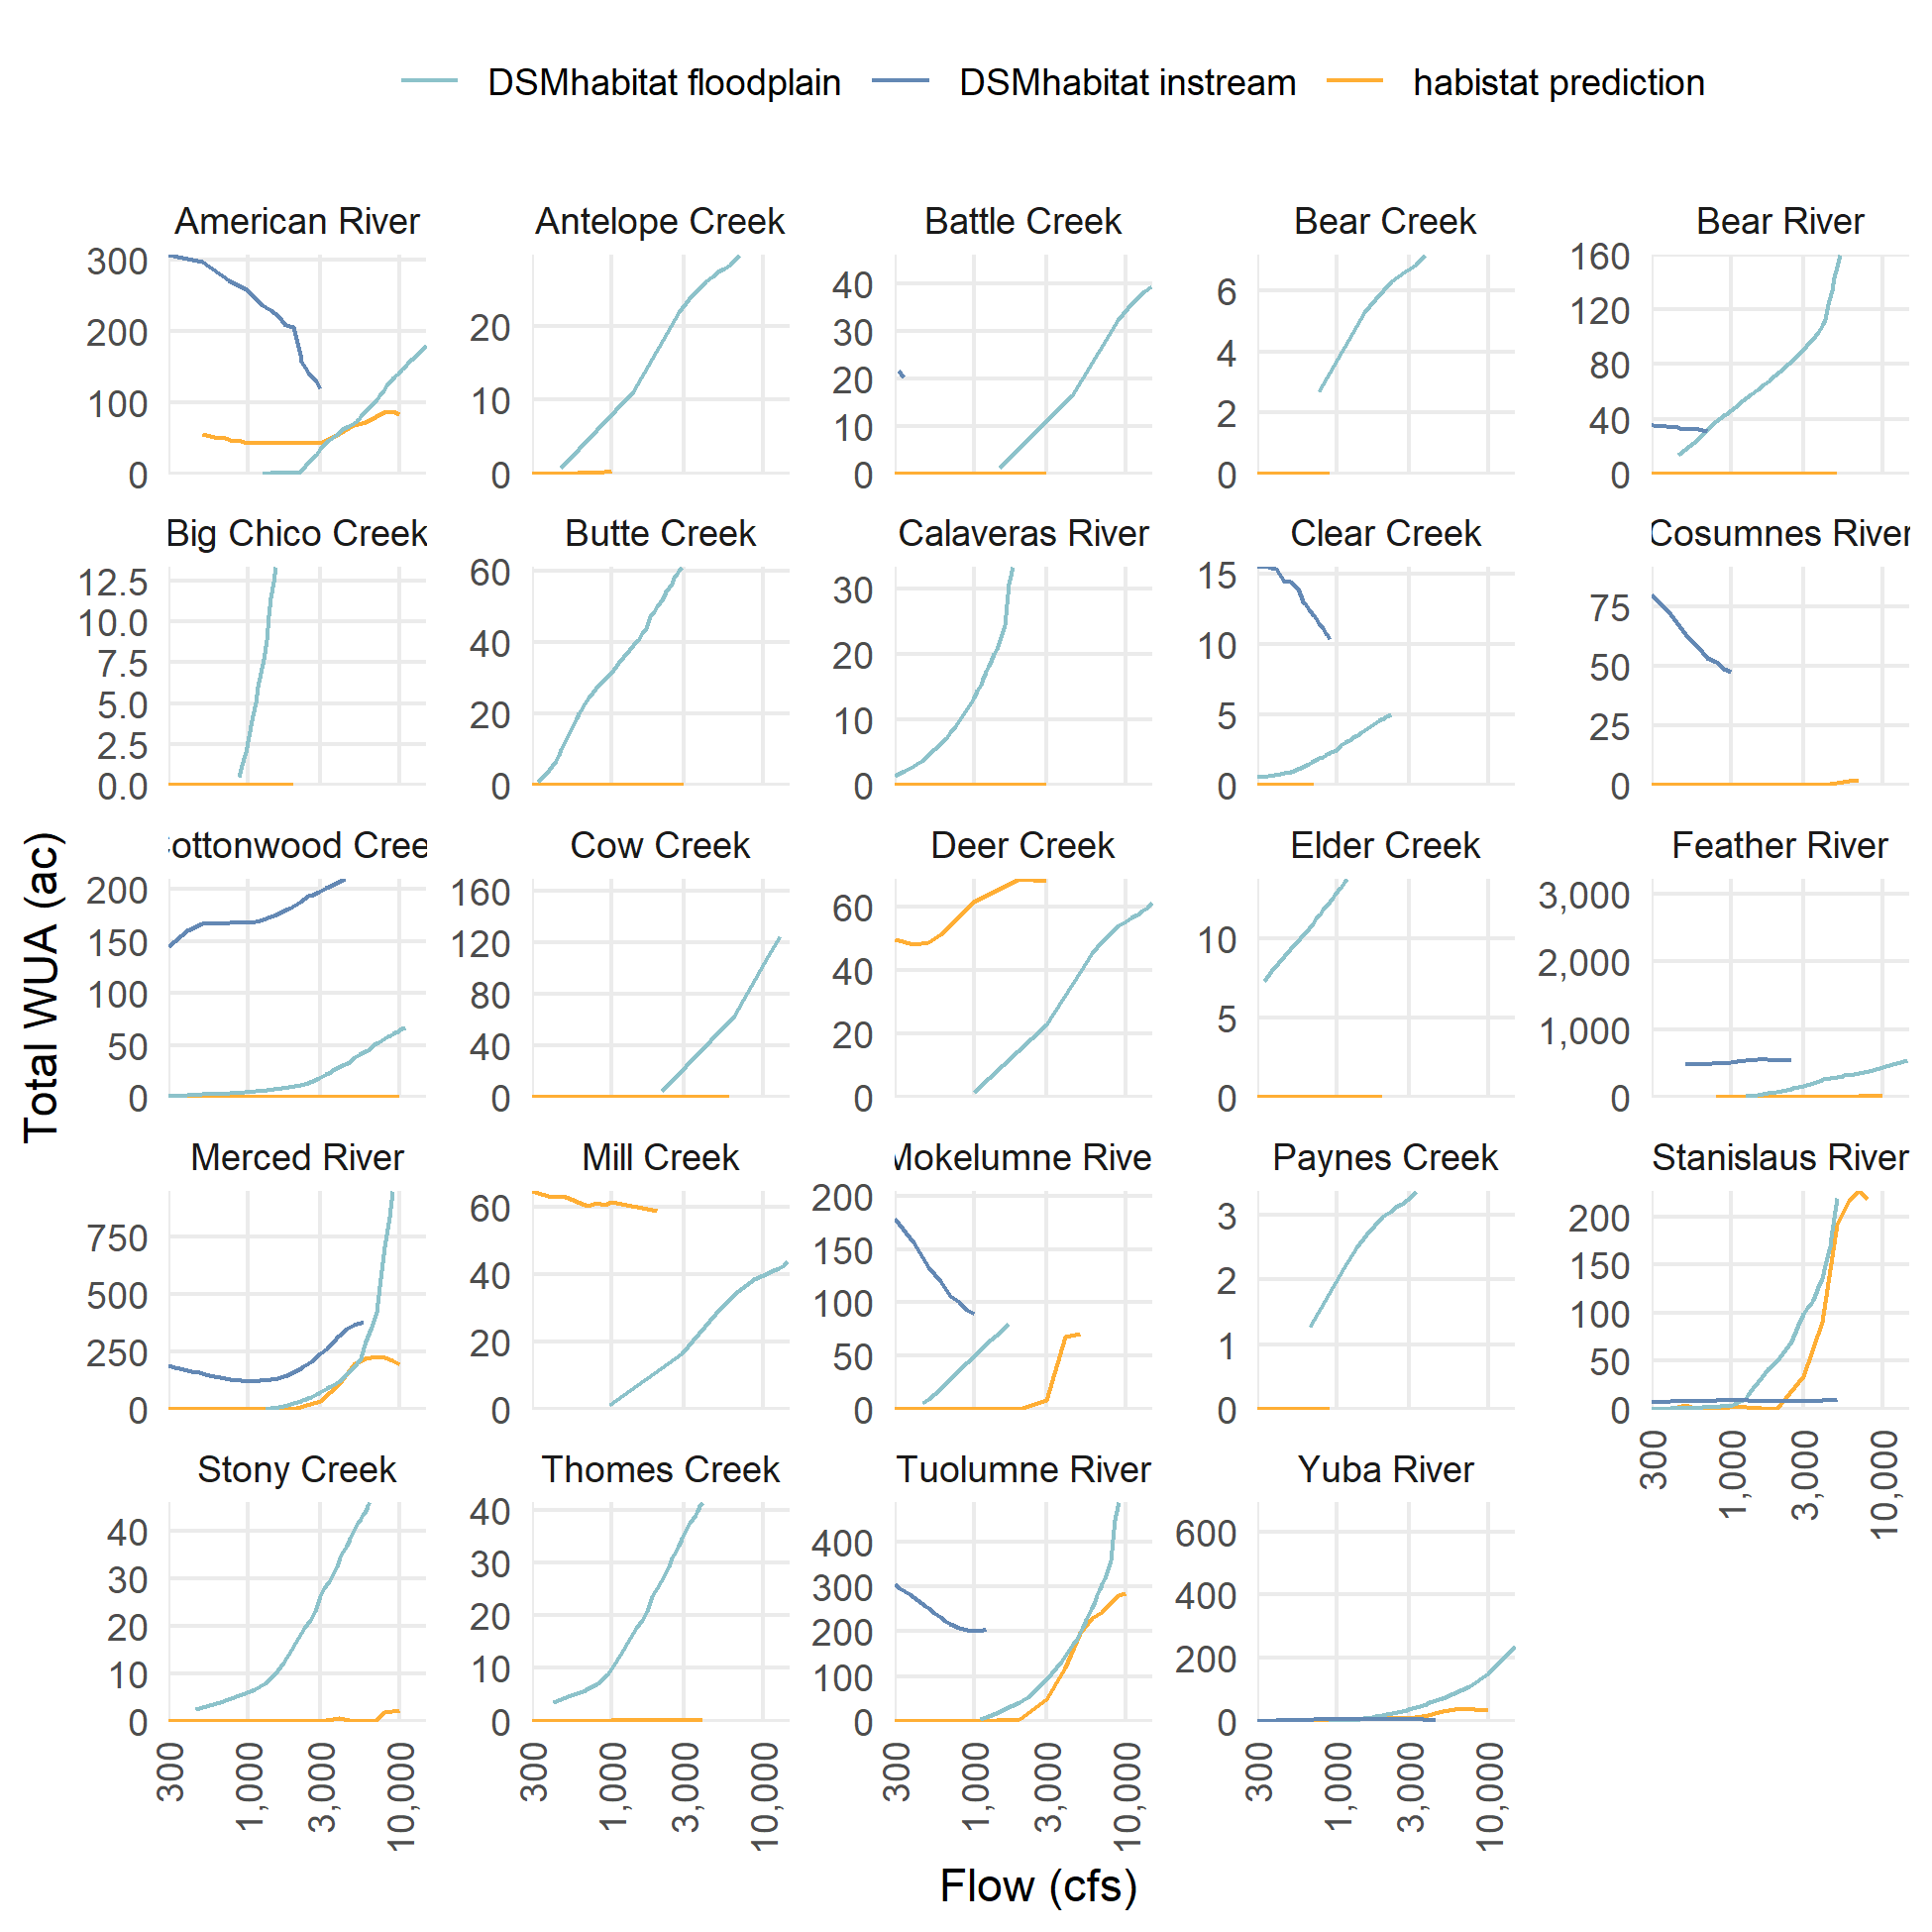 DSMhabitat floodplain DSMhabitat instream habistat prediction
American River Antelope Creek Battle Creek Bear Creek Bear River
300 200 100 0
20 10 0
40 30 20 10 0
6 4 2 0
160 120 80 40 0
Big Chico Creek Butte Creek Calaveras River Clear Creek Cosumnes River
12.5 10.0 7.5 5.0 2.5 0.0
60 40 20 0
30 20 10 0
15 10 5 0
75 50 25 0
ottonwood Cree Cow Creek Deer Creek Elder Creek Feather River
200 150 100 50 0
160 120 80 40 0
60 40 20 0
10 5 0
3,000 2,000 1,000 0
Merced River Mill Creek Mokelumne Rive Paynes Creek Stanislaus River
750 500 250 0
60 40 20 0
200 150 100 50 0
3 2 1 0
200 150 100 50 0
300 1,000 3,000 10,000
Stony Creek Thomes Creek Tuolumne River Yuba River
40 30 20 10 0
40 30 20 10 0
400 300 200 100 0
600 400 200 0
300 1,000 3,000 10,000
300 1,000 3,000 10,000
300 1,000 3,000 10,000
300 1,000 3,000 10,000
Total WUA (ac)
Flow (cfs)